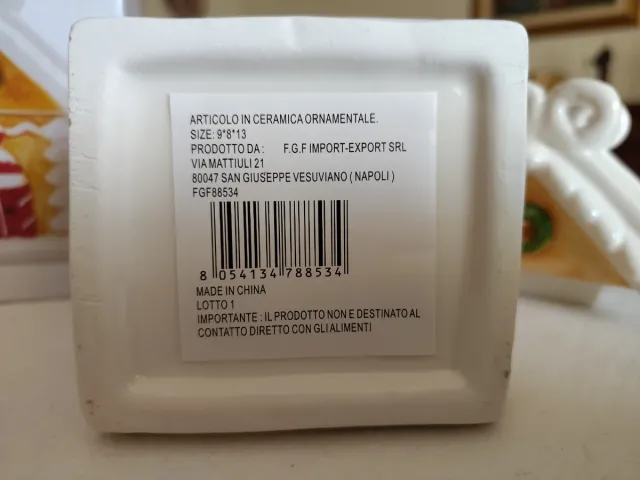 ARTICOLO IN CERAMICA ORNAMENTALE.
SIZE: 9*8*13
PRODOTTO DA : F.G.F IMPORT-EXPORT SRL
VIA MATTIULI 21
80047 SAN GIUSEPPE VESUVIANO ( NAPOLI )
FGF88534
8 054134 788534
MADE IN CHINA
LOTTO 1
IMPORTANTE : IL PRODOTTO NON E DESTINATO AL
CONTATTO DIRETTO CON GLI ALIMENTI